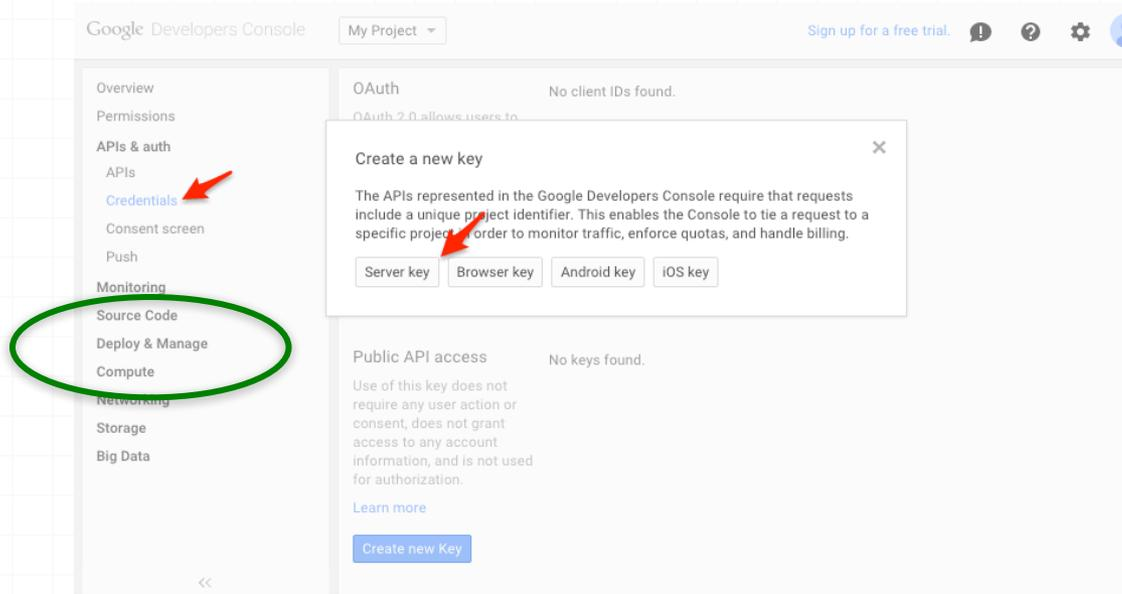 Google Developers Console
My Project
Sign up for a free trial.
Overview
Permissions
APIs & auth
APIs
Credentials
Consent screen
Push
Monitoring
Source Code
Deploy & Manage
Compute
Networking
Storage
Big Data
OAuth
No client IDs found.
OAuth 2.0 allows users to
Create a new key
The APIs represented in the Google Developers Console require that requests
include a unique project identifier. This enables the Console to tie a request to a
specific project in order to monitor traffic, enforce quotas, and handle billing.
Server key
Browser key
Android key
iOS key
Public API access
No keys found.
Use of this key does not
require any user action or
consent, does not grant
access to any account
information, and is not used
for authorization.
Learn more
Create new Key